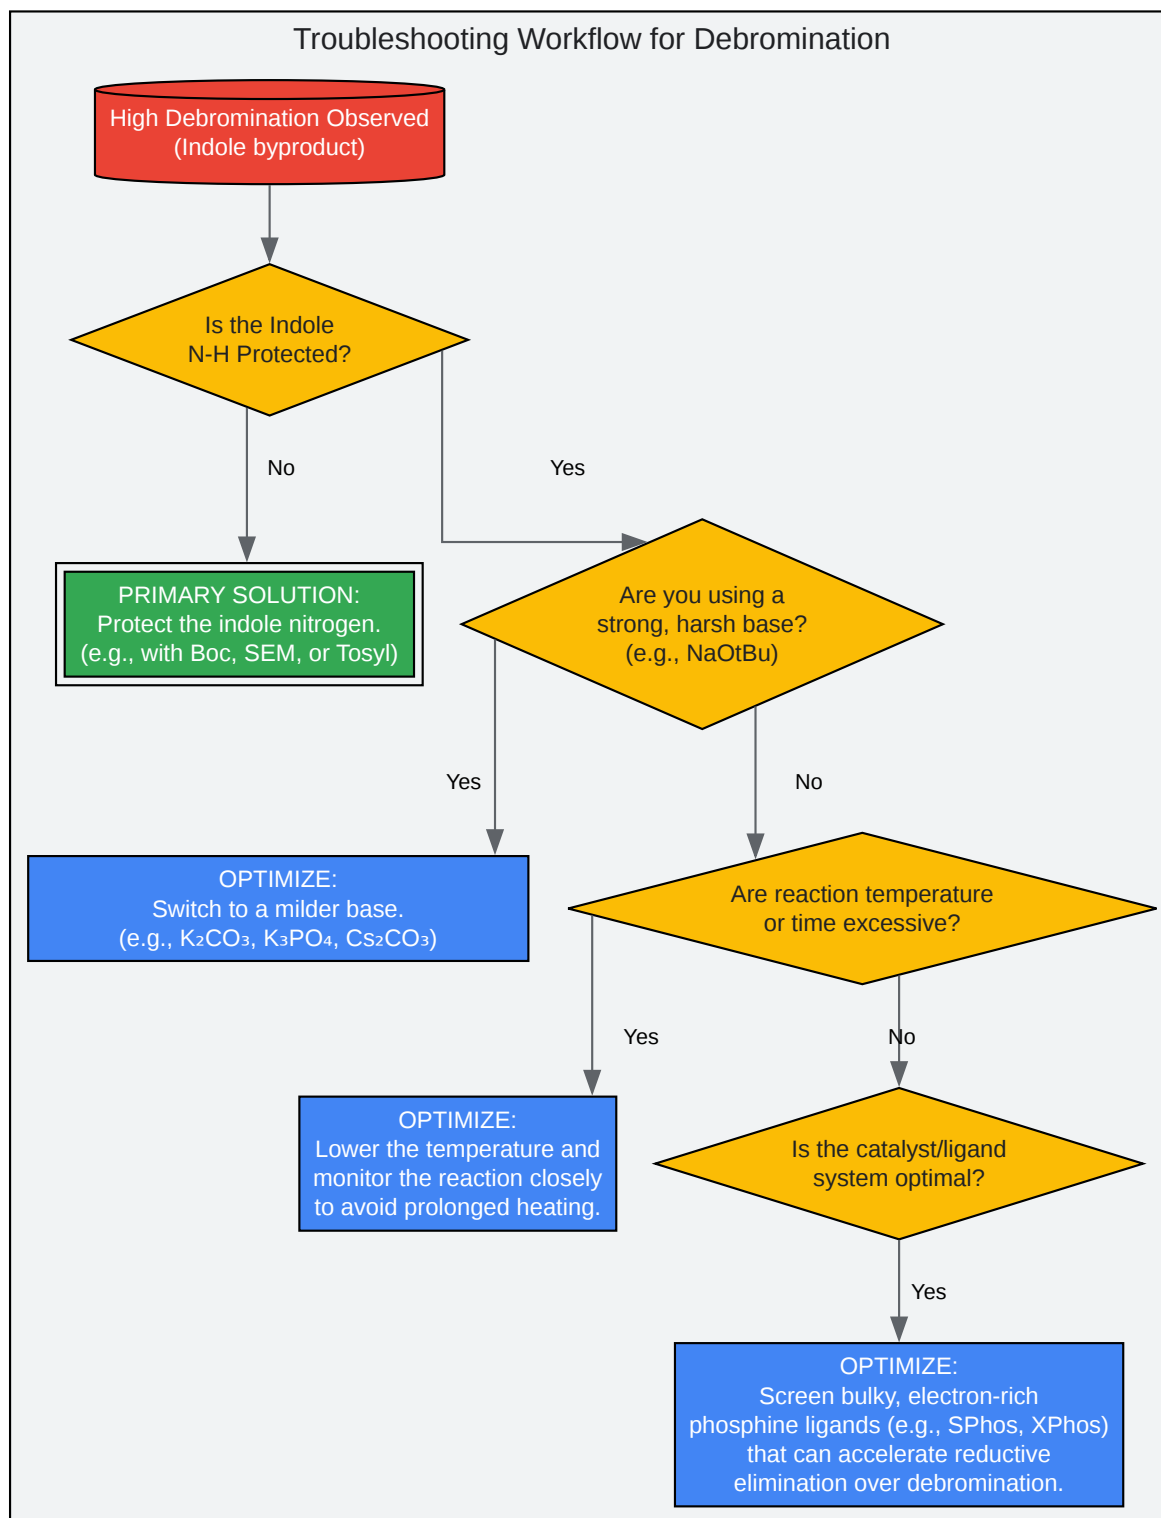 Troubleshooting Workflow for Debromination
High Debromination Observed
(Indole byproduct)
Is the Indole
N-H Protected?
No
Yes
PRIMARY SOLUTION:
Protect the indole nitrogen.
(e.g., with Boc, SEM, or Tosyl)
Are you using a
strong, harsh base?
(e.g., NaOtBu)
Yes
No
OPTIMIZE:
Switch to a milder base.
(e.g., K₂CO₃, K₃PO₄, Cs₂CO₃)
Are reaction temperature
or time excessive?
Yes
No
OPTIMIZE:
Lower the temperature and
monitor the reaction closely
to avoid prolonged heating.
Is the catalyst/ligand
system optimal?
Yes
OPTIMIZE:
Screen bulky, electron-rich
phosphine ligands (e.g., SPhos, XPhos)
that can accelerate reductive
elimination over debromination.